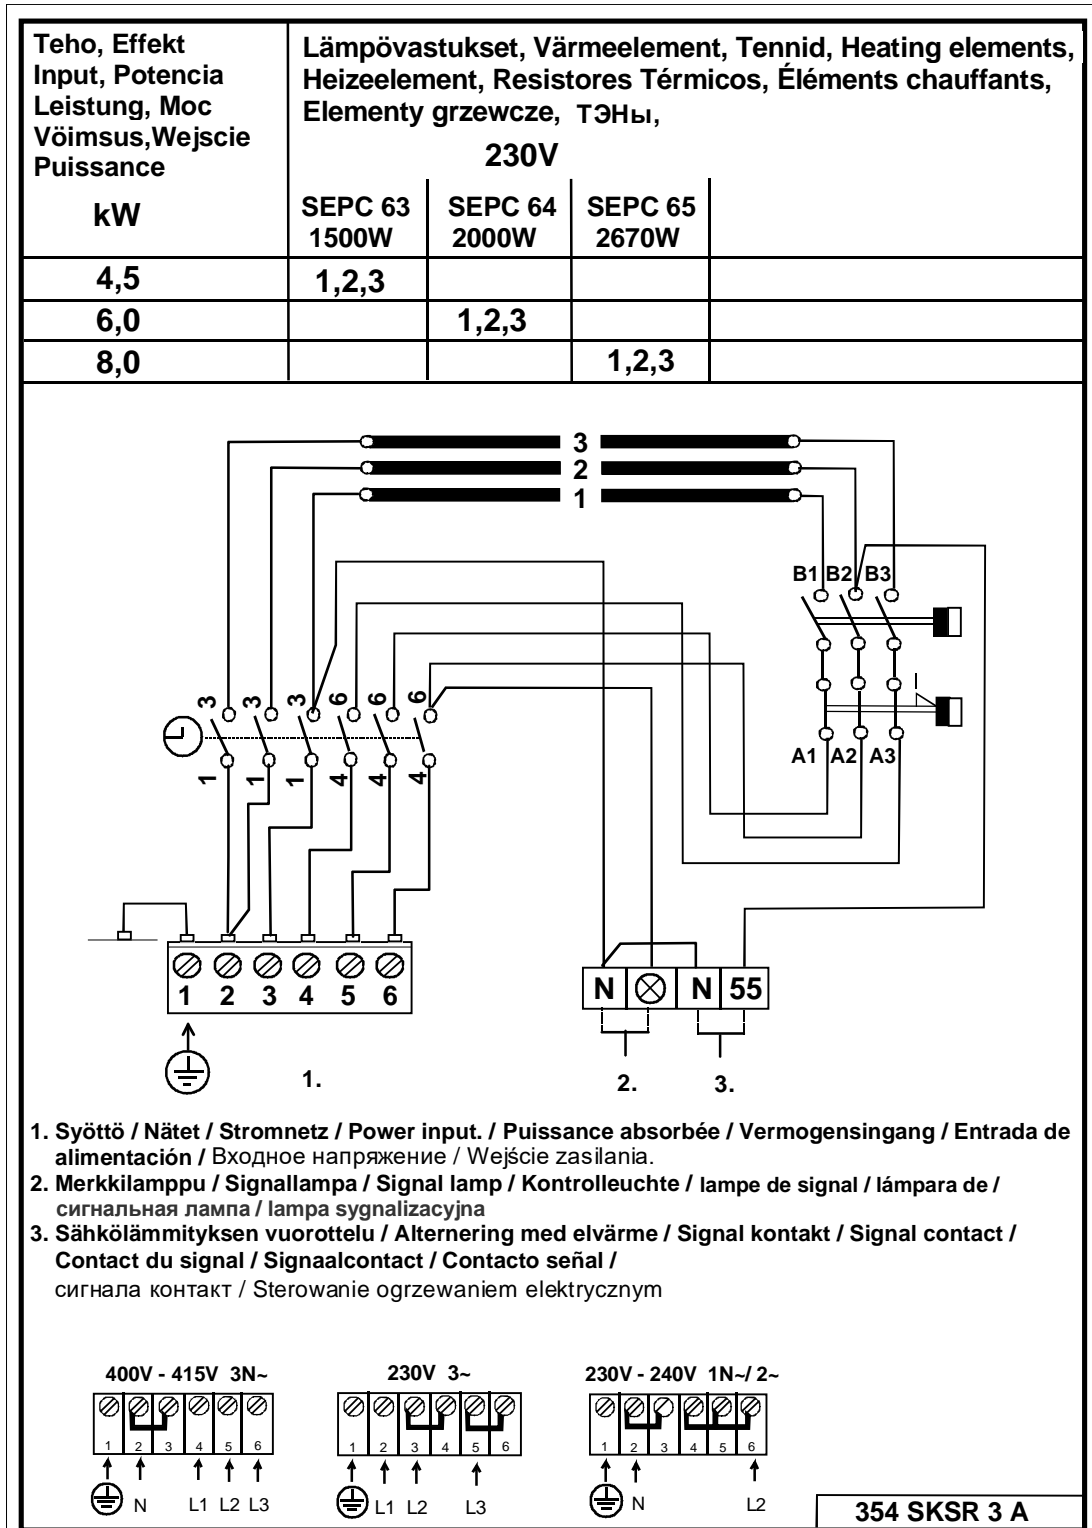 Teho, Effekt
Input, Potencia
Leistung, Moc
Vöimsus,Wejscie
Puissance
kW
Lämpövastukset, Värmeelement, Tennid, Heating elements,
Heizeelement, Resistores Térmicos, Éléments chauffants,
Elementy grzewcze, ТЭНы,
230V
SEPC 63 SEPC 64 SEPC 65
1500W 2000W 2670W
4,5 1,2,3
6,0 1,2,3
8,0 1,2,3
3
2
1
B1 B2 B3
3 3 3 6 6 6
1 1 1 4 4 4
A1 A2 A3
1 2 3 4 5 6
N N 55
1. 2. 3.
1. Syöttö / Nätet / Stromnetz / Power input. / Puissance absorbée / Vermogensingang / Entrada de
alimentación / Входное напряжение / Wejście zasilania.
2. Merkkilamppu / Signallampa / Signal lamp / Kontrolleuchte / lampe de signal / lámpara de /
сигнальная лампа / lampa sygnalizacyjna
3. Sähkölämmityksen vuorottelu / Alternering med elvärme / Signal kontakt / Signal contact /
Contact du signal / Signaalcontact / Contacto señal /
сигнала контакт / Sterowanie ogrzewaniem elektrycznym
400V - 415V 3N~
1 2 3 4 5 6
N L1 L2 L3
230V 3~
1 2 3 4 5 6
L1 L2 L3
230V - 240V 1N~/ 2~
1 2 3 4 5 6
N L2
354 SKSR 3 A